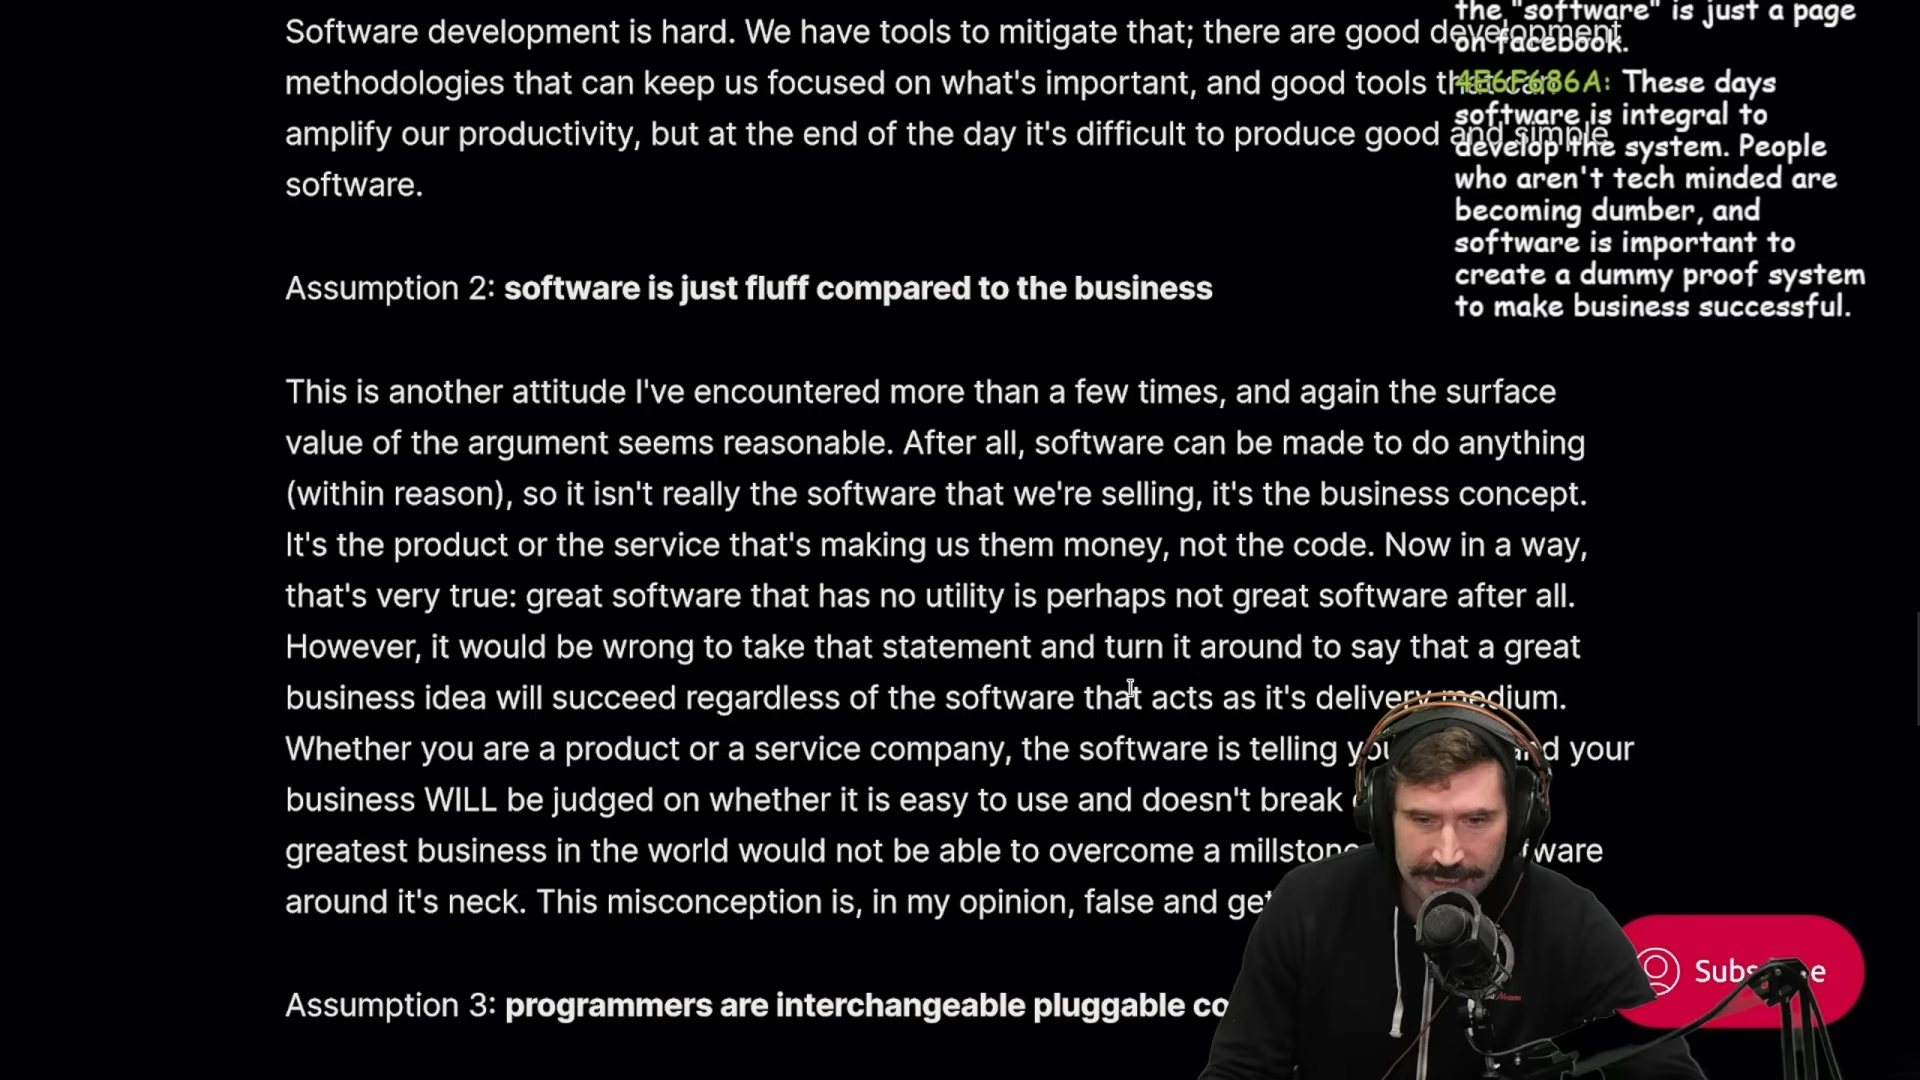 Software development is hard. We have tools to mitigate that; there are good development
methodologies that can keep us focused on what's important, and good tools that can
amplify our productivity, but at the end of the day it's difficult to produce good and simple
software.
Assumption 2: software is just fluff compared to the business
This is another attitude I've encountered more than a few times, and again the surface
value of the argument seems reasonable. After all, software can be made to do anything
(within reason), so it isn't really the software that we're selling, it's the business concept.
It's the product or the service that's making us them money, not the code. Now in a way,
that's very true: great software that has no utility is perhaps not great software after all.
However, it would be wrong to take that statement and turn it around to say that a great
business idea will succeed regardless of the software that acts as it's delivery medium.
Whether you are a product or a service company, the software is telling your
business WILL be judged on whether it is easy to use and doesn't break
greatest business in the world would not be able to overcome a millstone
around it's neck. This misconception is, in my opinion, false and
Assumption 3: programmers are interchangeable pluggable
the "software" is just a page
on facebook.
4E6F686A: These days
software is integral to
develop the system. People
who aren't tech minded are
becoming dumber, and
software is important to
create a dummy proof system
to make business successful.
Subscribe